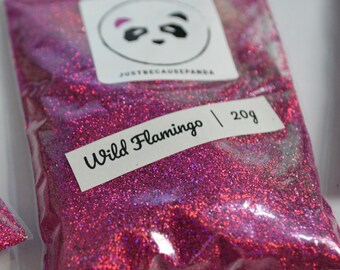 JUSTBECAUSEPANDA
Wild Flamingo | 20g